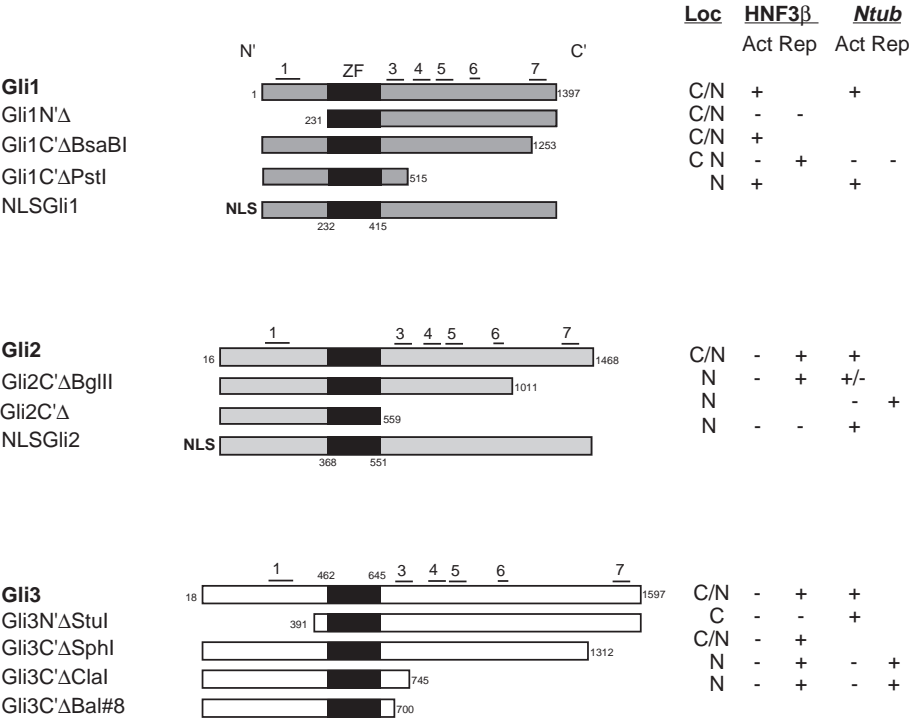 Loc HNF3β Ntub
N' C' Act Rep Act Rep
1 ZF 3 4 5 6 7
Gli1 1 1397 C/N + +
Gli1N'Δ 231 C/N - -
Gli1C'ΔBsaBI 1253 C/N +
Gli1C'ΔPstI 515 C N - + - -
NLSGli1 NLS N + +
232 415
1 3 4 5 6 7
Gli2 16 1468 C/N - + +
Gli2C'ΔBglII 1011 N - + +/-
Gli2C'Δ 559 N - +
NLSGli2 NLS N - - +
368 551
1 462 645 3 4 5 6 7
Gli3 18 1597 C/N - + +
Gli3N'ΔStuI 391 C - - +
Gli3C'ΔSphI 1312 C/N - +
Gli3C'ΔClaI 745 N - + - +
Gli3C'ΔBal#8 700 N - + - +